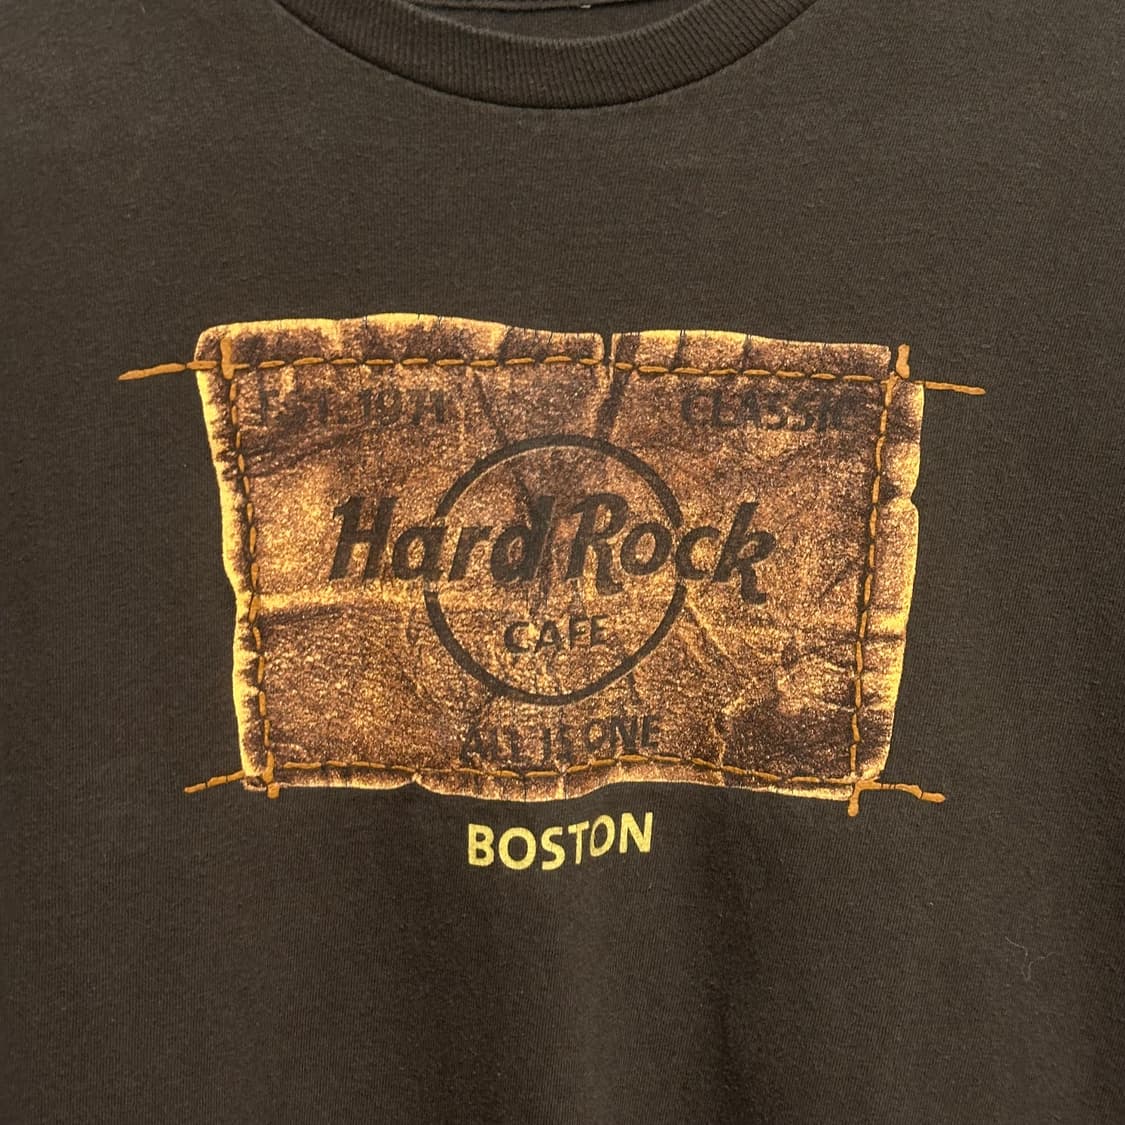 EST. 1971 CLASSIC
Hard Rock
CAFE
ALL IS ONE
BOSTON